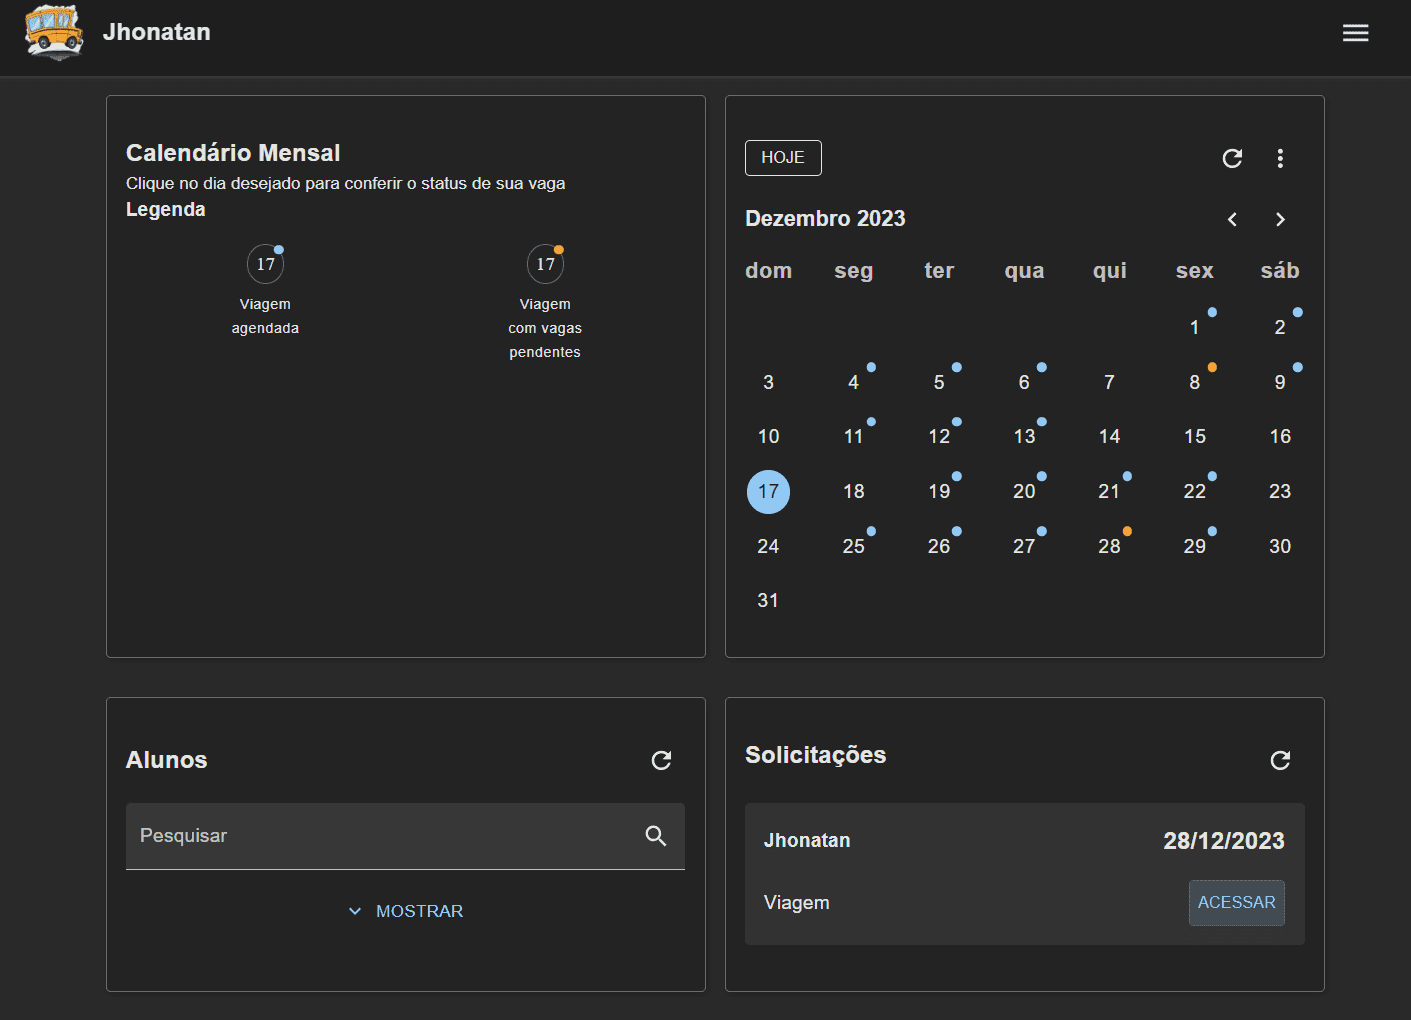 Jhonatan
Calendário Mensal
Clique no dia desejado para conferir o status de sua vaga
Legenda
17
Viagem
agendada
17
Viagem
com vagas
pendentes
HOJE
Dezembro 2023
dom seg ter qua qui sex sáb
1 2
3 4 5 6 7 8 9
10 11 12 13 14 15 16
17 18 19 20 21 22 23
24 25 26 27 28 29 30
31
Alunos
Pesquisar
MOSTRAR
Solicitações
Jhonatan 28/12/2023
Viagem ACESSAR